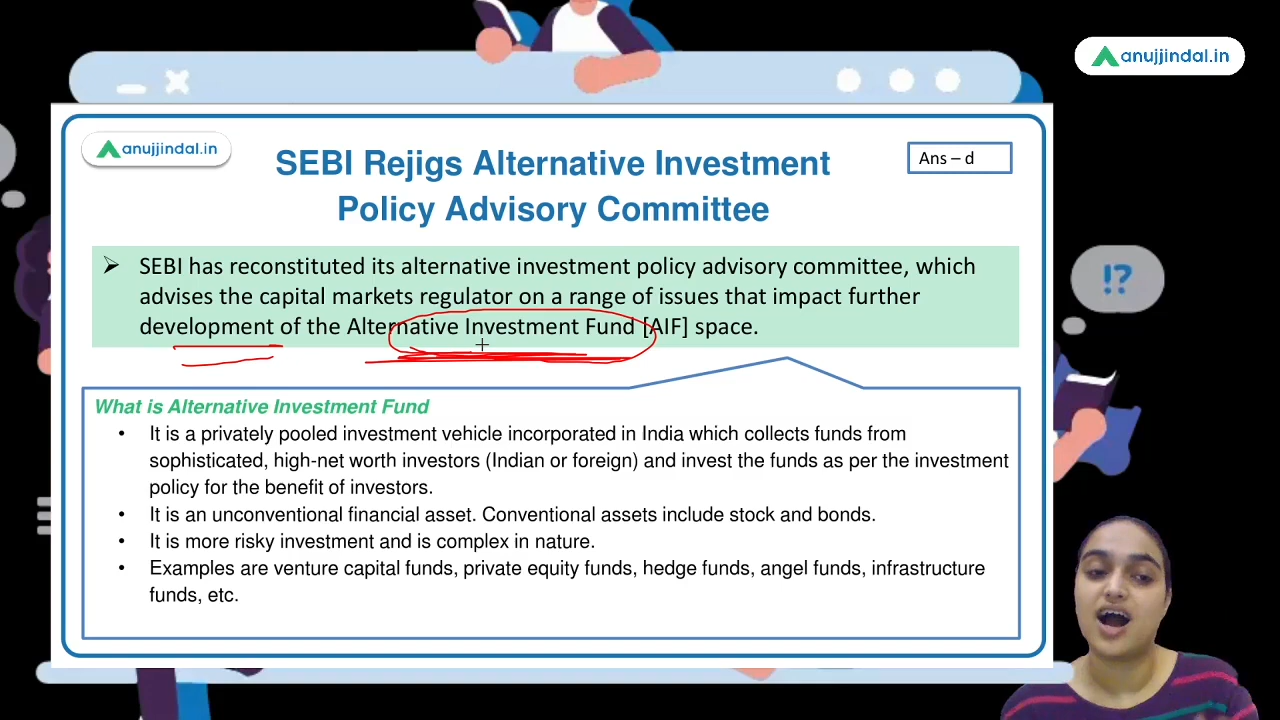 anujjindal.in
anujjindal.in
SEBI Rejigs Alternative Investment
Policy Advisory Committee
Ans – d
➢ SEBI has reconstituted its alternative investment policy advisory committee, which
advises the capital markets regulator on a range of issues that impact further
development of the Alternative Investment Fund [AIF] space.
What is Alternative Investment Fund
• It is a privately pooled investment vehicle incorporated in India which collects funds from
sophisticated, high-net worth investors (Indian or foreign) and invest the funds as per the investment
policy for the benefit of investors.
• It is an unconventional financial asset. Conventional assets include stock and bonds.
• It is more risky investment and is complex in nature.
• Examples are venture capital funds, private equity funds, hedge funds, angel funds, infrastructure
funds, etc.
!?